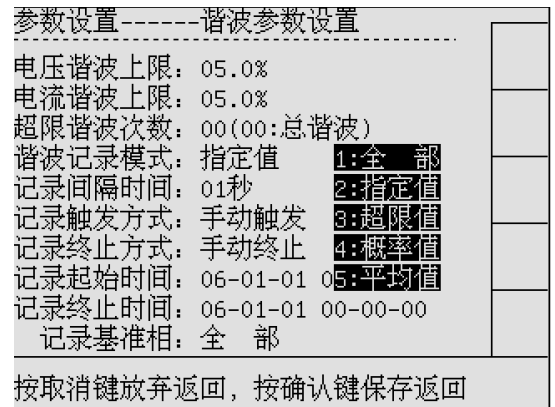 参数设置------谐波参数设置
电压谐波上限: 05.0%
电流谐波上限: 05.0%
超限谐波次数: 00(00:总谐波)
谐波记录模式: 指定值 1:全 部
记录间隔时间: 01秒 2:指定值
记录触发方式: 手动触发 3:超限值
记录终止方式: 手动终止 4:概率值
记录起始时间: 06-01-01 0 5:平均值
记录终止时间: 06-01-01 00-00-00
记录基准相: 全 部
按取消键放弃返回, 按确认键保存返回